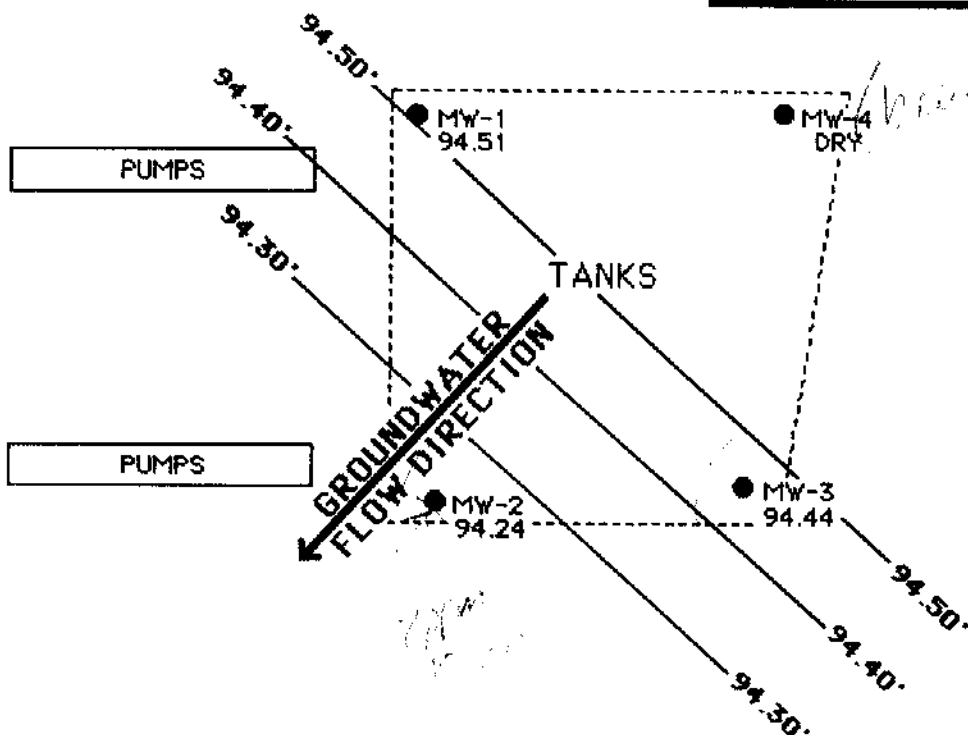 94.50'
94.40'
MW-1
94.51
MW-4
DRY
PUMPS
94.30'
TANKS
GROUNDWATER
FLOW DIRECTION
PUMPS
MW-2
94.24
MW-3
94.44
94.50'
94.40'
94.30'